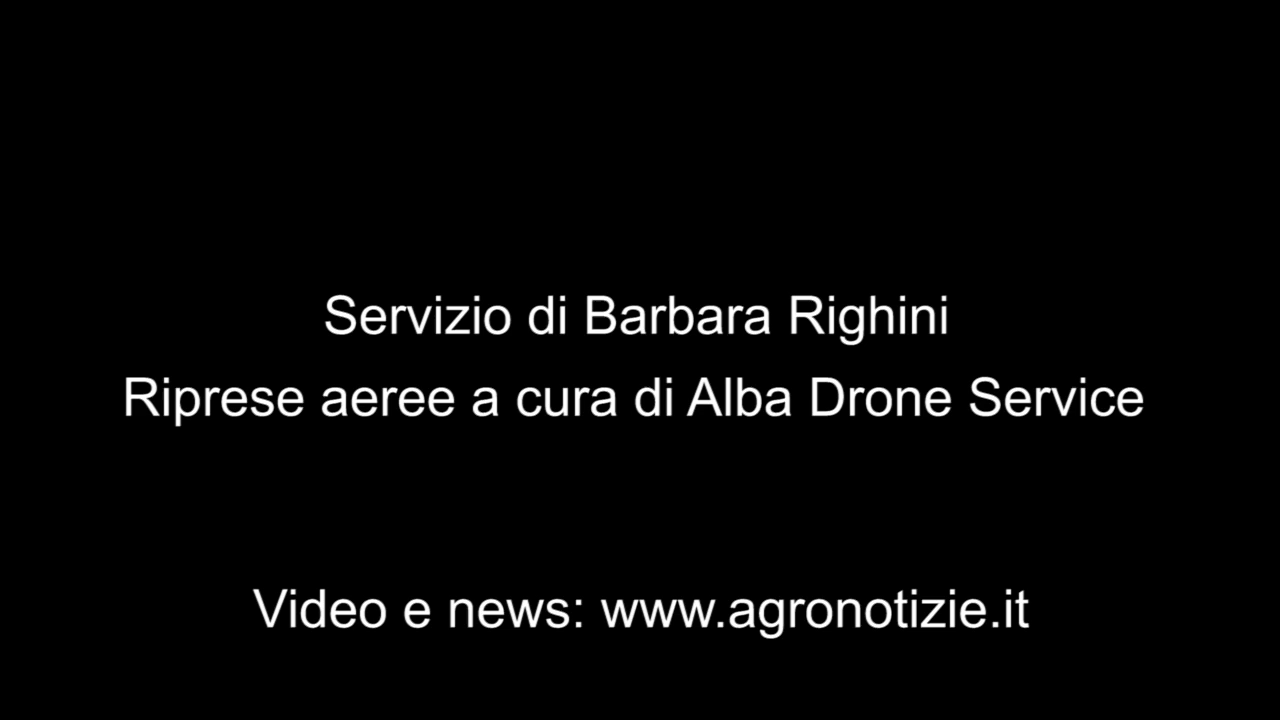 Servizio di Barbara Righini
Riprese aeree a cura di Alba Drone Service
Video e news: www.agronotizie.it